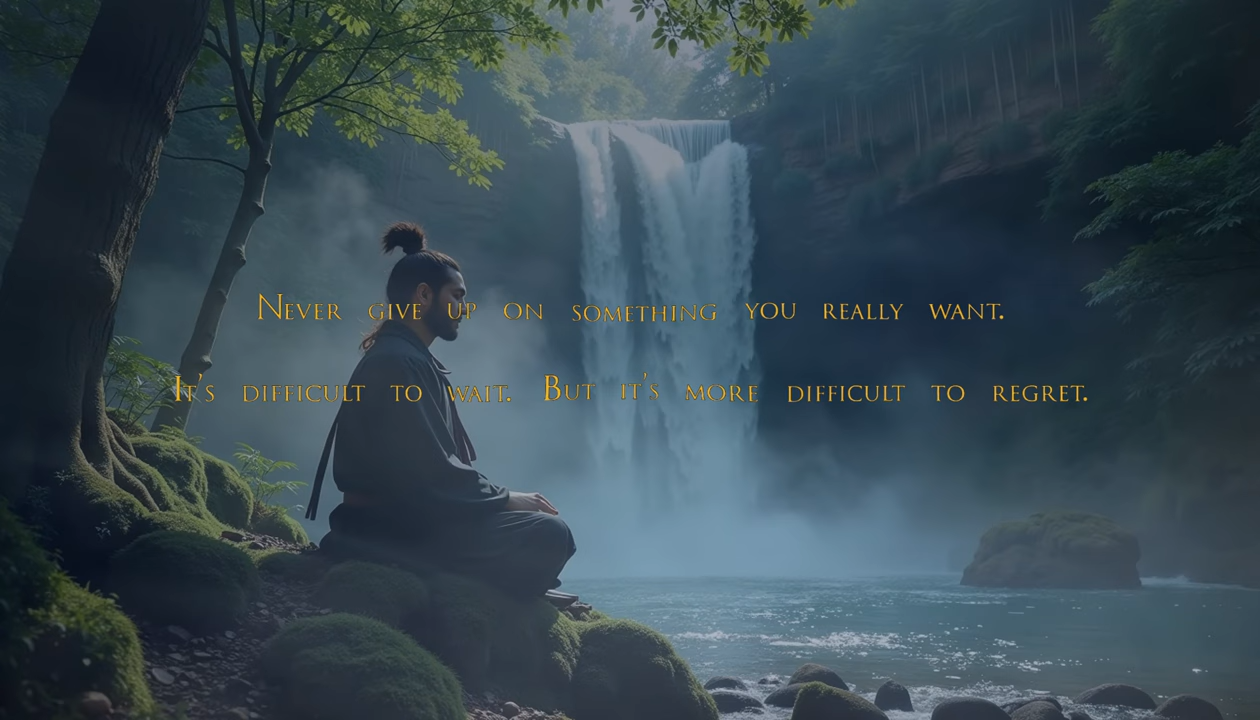 Never give up on something you really want.
It's difficult to wait. But it's more difficult to regret.